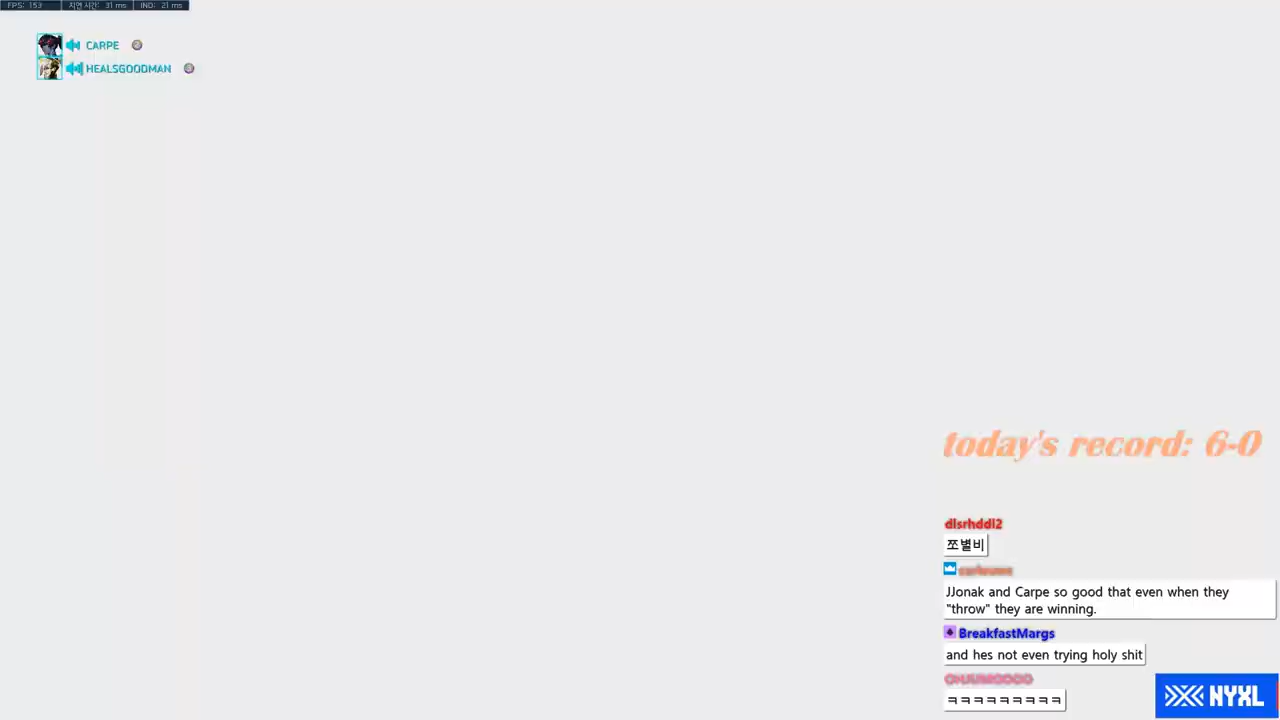 FPS: 153 지연 시간: 31 ms IND: 21 ms
CARPE
HEALSGOODMAN
today's record: 6-0
dlsrhddl2
쪼별비
JJonak and Carpe so good that even when they
"throw" they are winning.
BreakfastMargs
and hes not even trying holy shit
ㅋㅋㅋㅋㅋㅋㅋㅋㅋ
NYXL